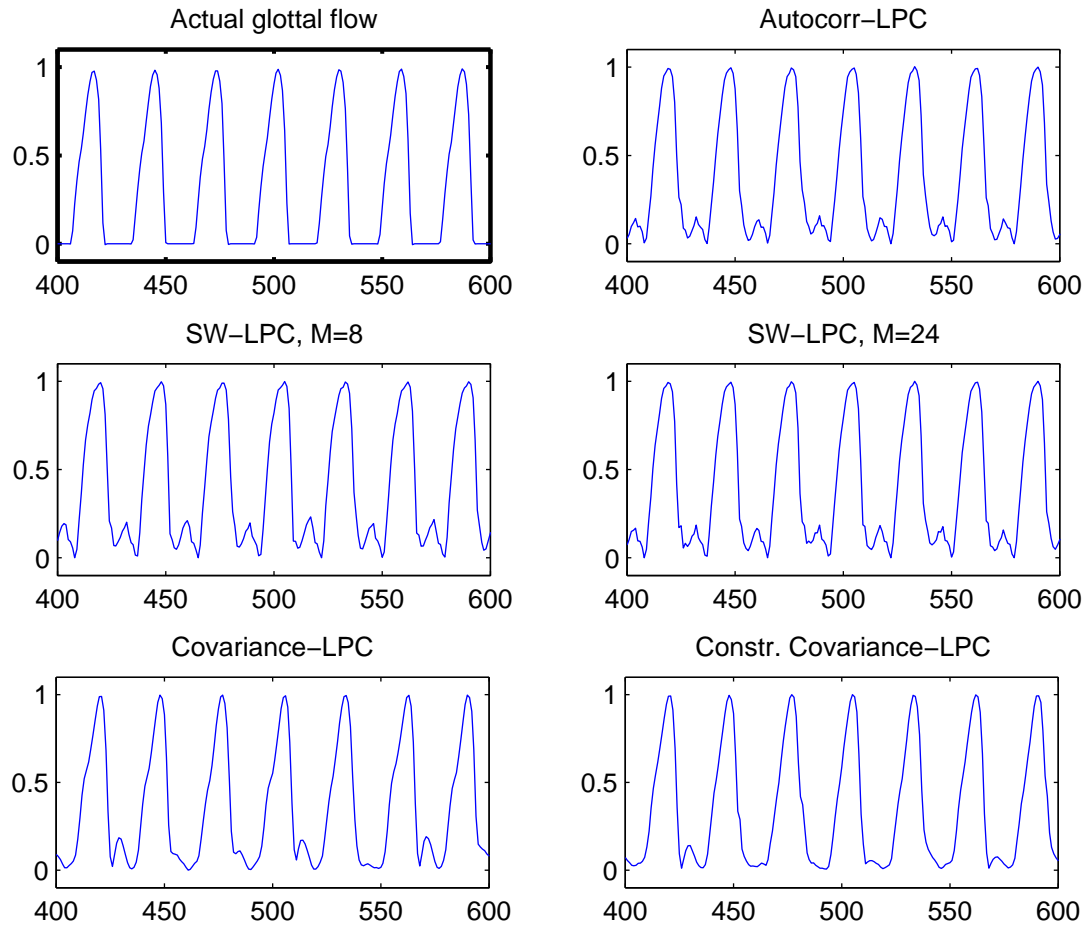 Actual glottal flow
1
0.5
0
400 450 500 550 600
Autocorr−LPC
1
0.5
0
400 450 500 550 600
SW−LPC, M=8
1
0.5
0
400 450 500 550 600
SW−LPC, M=24
1
0.5
0
400 450 500 550 600
Covariance−LPC
1
0.5
0
400 450 500 550 600
Constr. Covariance−LPC
1
0.5
0
400 450 500 550 600